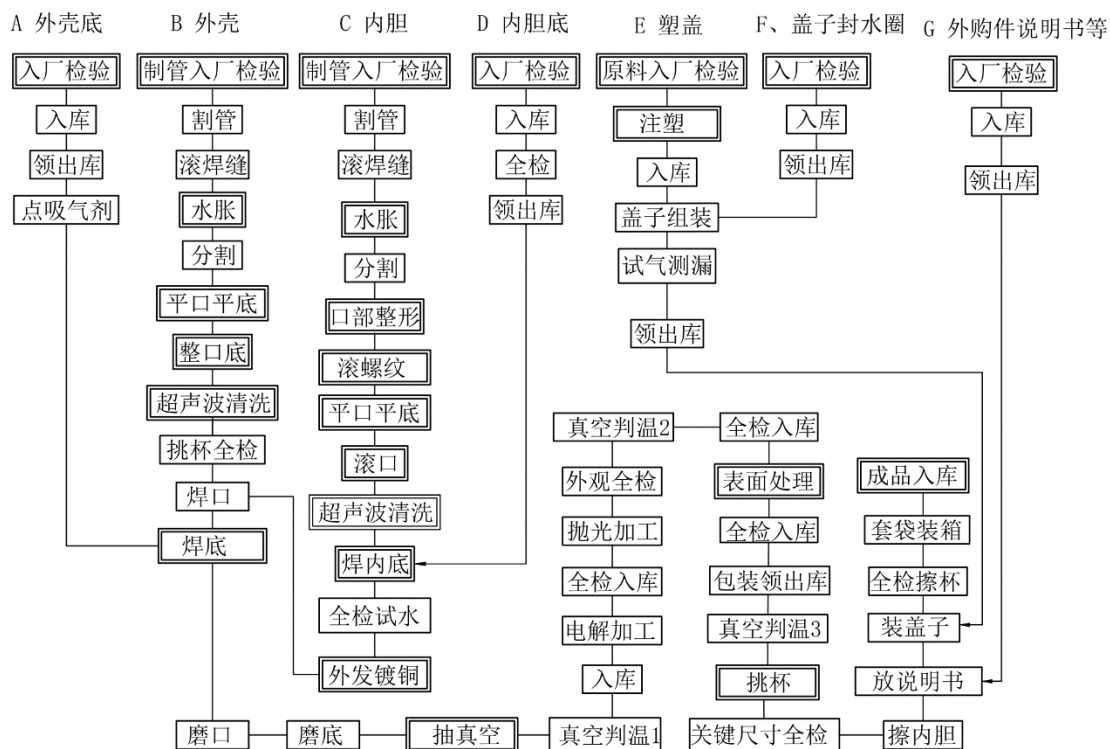 A 外壳底
B 外壳
C 内胆
D 内胆底
E 塑盖
F、盖子封水圈
G 外购件说明书等
入厂检验
入库
领出库
点吸气剂
制管入厂检验
割管
滚焊缝
水胀
分割
平口平底
整口底
超声波清洗
挑杯全检
焊口
焊底
制管入厂检验
割管
滚焊缝
水胀
分割
口部整形
滚螺纹
平口平底
滚口
超声波清洗
焊内底
全检试水
外发镀铜
入厂检验
入库
全检
领出库
原料入厂检验
注塑
入库
盖子组装
试气测漏
领出库
入厂检验
入库
领出库
入厂检验
入库
领出库
磨口
磨底
抽真空
真空判温1
入库
电解加工
全检入库
抛光加工
外观全检
真空判温2
全检入库
表面处理
全检入库
包装领出库
真空判温3
挑杯
关键尺寸全检
擦内胆
放说明书
装盖子
全检擦杯
套袋装箱
成品入库